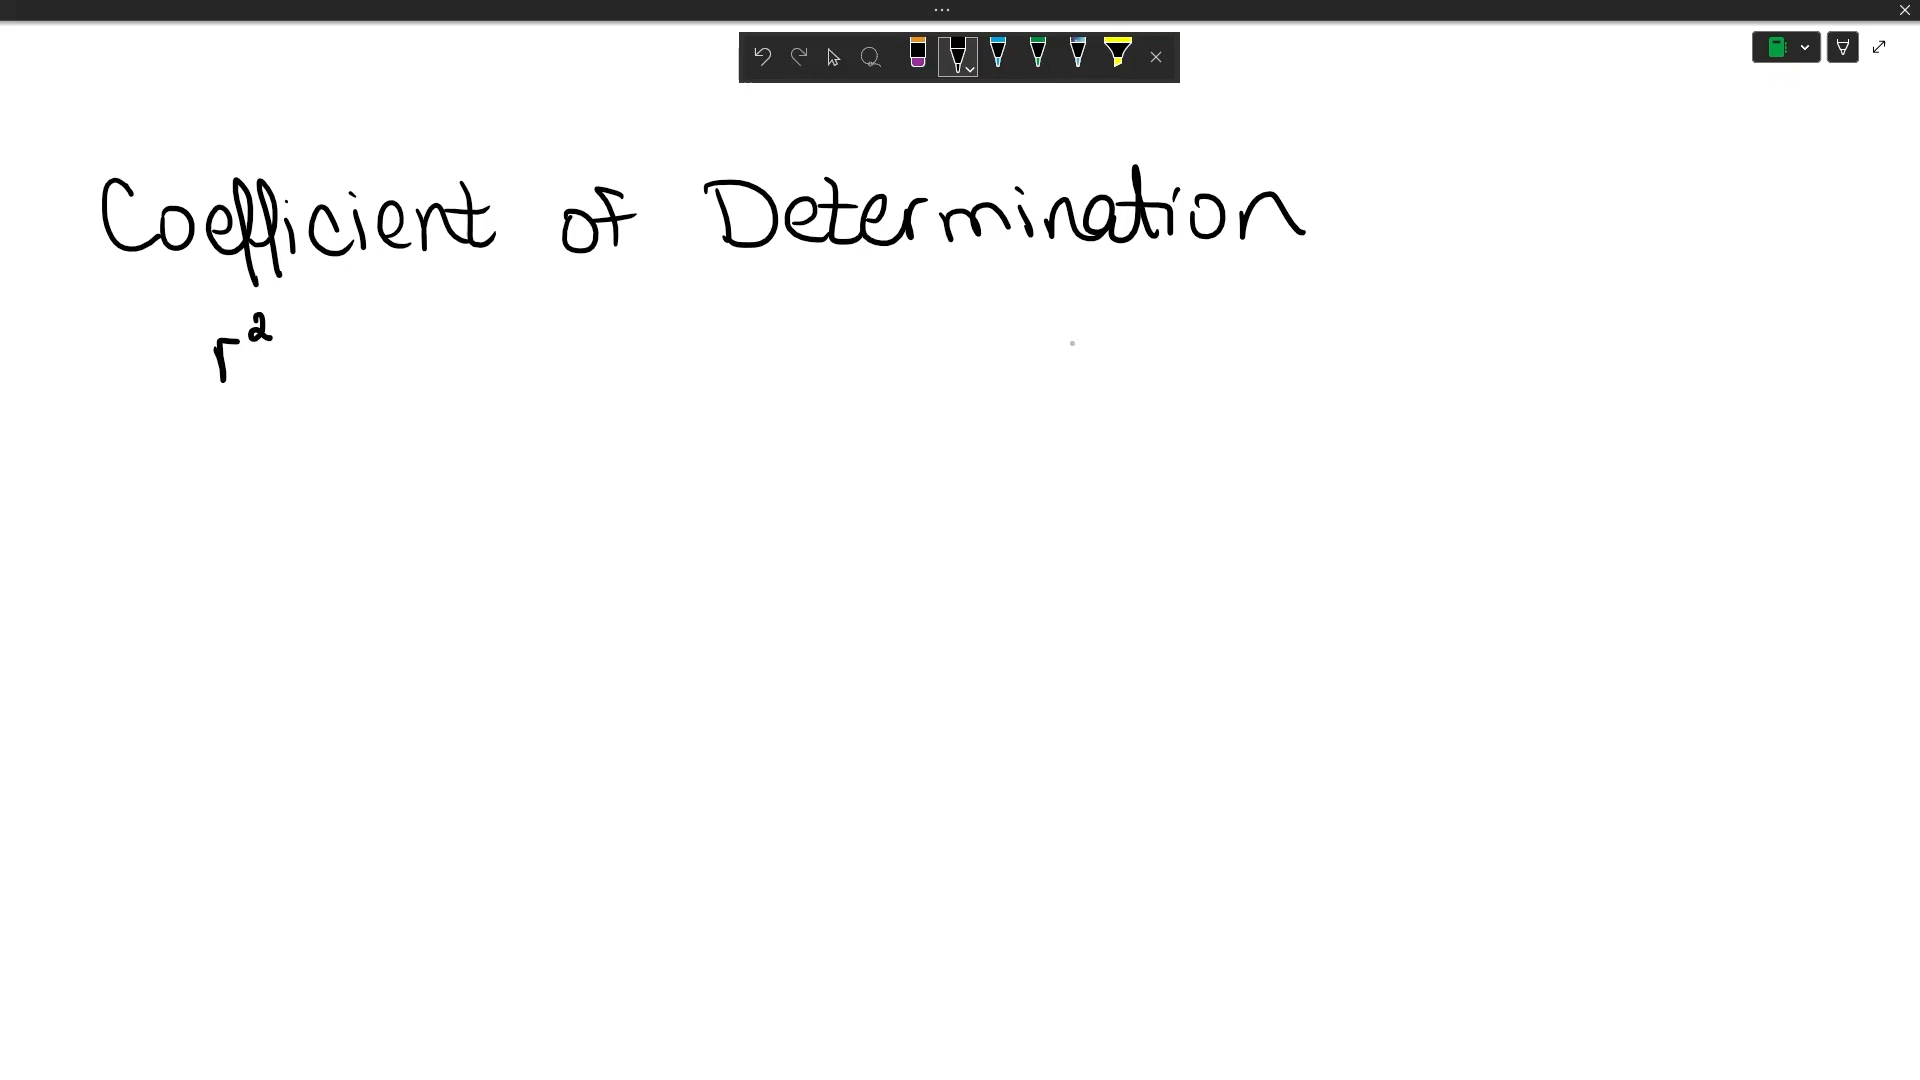 Coefficient of Determination
r²